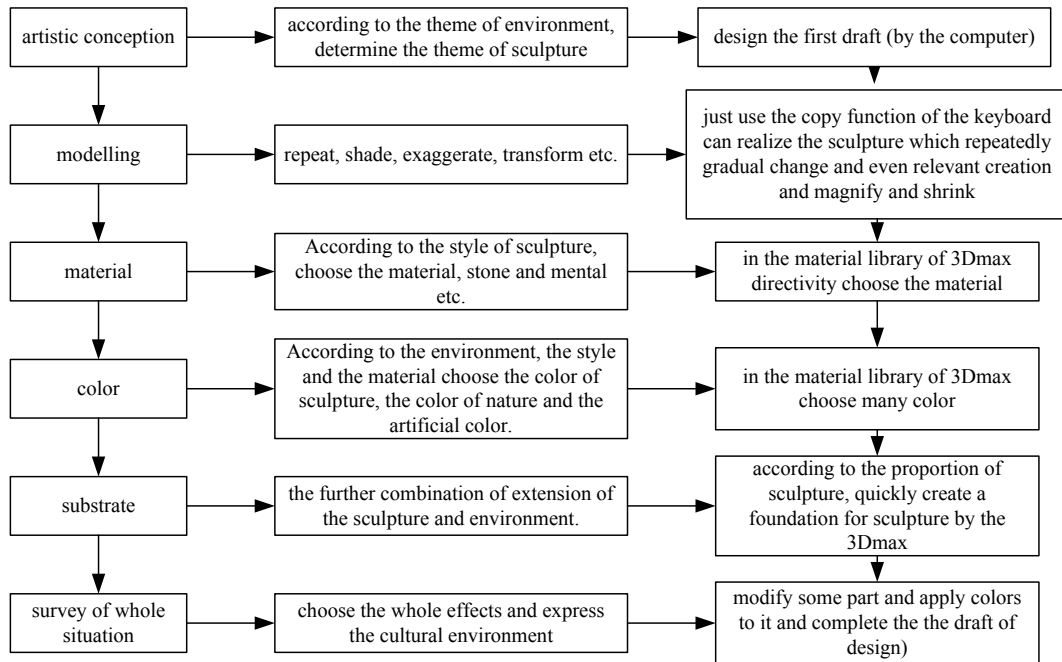 artistic conception
according to the theme of environment,
determine the theme of sculpture
design the first draft (by the computer)
modelling
repeat, shade, exaggerate, transform etc.
just use the copy function of the keyboard
can realize the sculpture which repeatedly
gradual change and even relevant creation
and magnify and shrink
material
According to the style of sculpture,
choose the material, stone and mental
etc.
in the material library of 3Dmax
directivity choose the material
color
According to the environment, the style
and the material choose the color of
sculpture, the color of nature and the
artificial color.
in the material library of 3Dmax
choose many color
substrate
the further combination of extension of
the sculpture and environment.
according to the proportion of
sculpture, quickly create a
foundation for sculpture by the
3Dmax
survey of whole
situation
choose the whole effects and express
the cultural environment
modify some part and apply colors
to it and complete the the draft of
design)